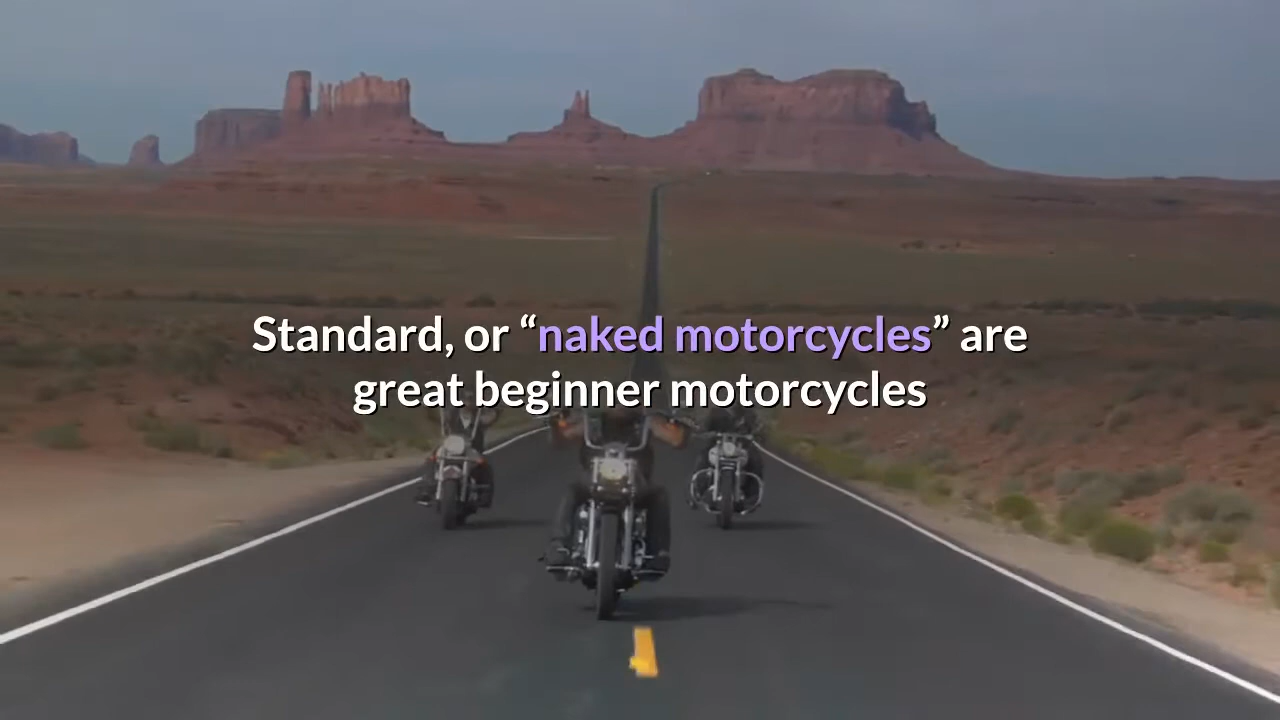 Standard, or “naked motorcycles” are
great beginner motorcycles